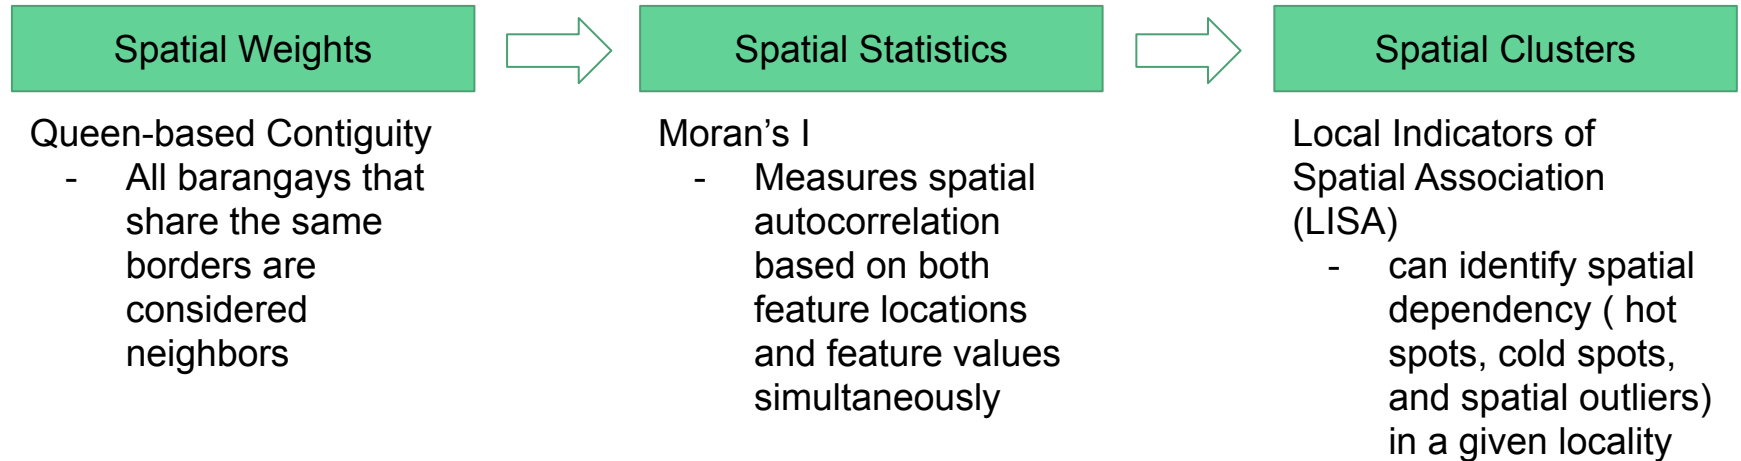 Spatial Weights
Queen-based Contiguity
- All barangays that
share the same
borders are
considered
neighbors
Spatial Statistics
Moran’s I
- Measures spatial
autocorrelation
based on both
feature locations
and feature values
simultaneously
Spatial Clusters
Local Indicators of
Spatial Association
(LISA)
- can identify spatial
dependency ( hot
spots, cold spots,
and spatial outliers)
in a given locality